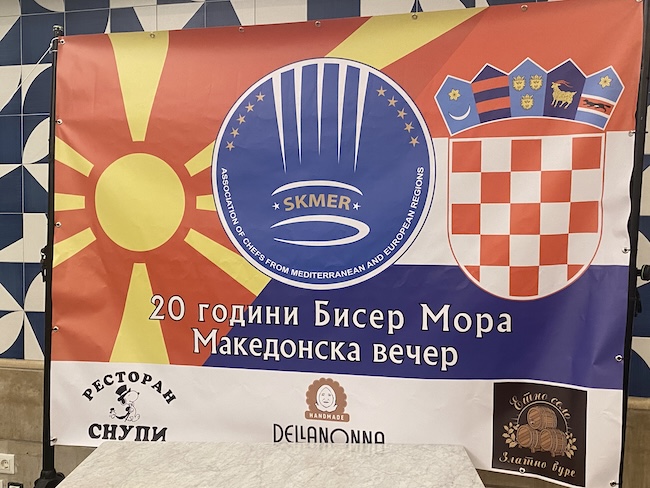 SKMER
ASSOCIATION OF CHEFS FROM MEDITERRANEAN AND EUROPEAN REGIONS
20 години Бисер Мора
Македонска вечер
РЕСТОРАН
СНУПИ
HANDMADE
DELLANONNA
Етно село
Златно буре